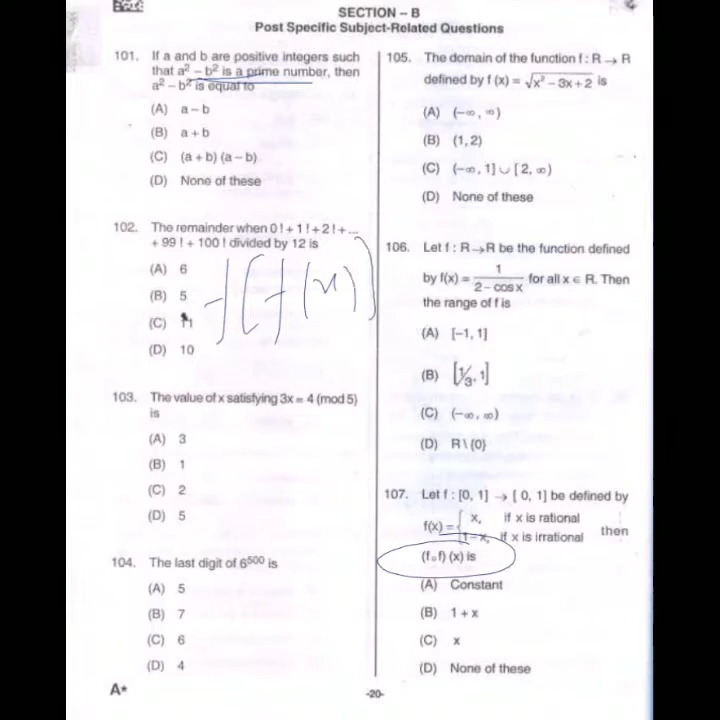 SECTION – B
Post Specific Subject-Related Questions
101. If a and b are positive integers such
that a² – b² is a prime number, then
a² – b² is equal to
(A) a – b
(B) a + b
(C) (a + b) (a – b)
(D) None of these
102. The remainder when 0 ! + 1 ! + 2 ! + ...
+ 99 ! + 100 ! divided by 12 is
(A) 6
(B) 5
(C) 11
(D) 10
f(f(x))
103. The value of x satisfying 3x = 4 (mod 5)
is
(A) 3
(B) 1
(C) 2
(D) 5
104. The last digit of 6⁵⁰⁰ is
(A) 5
(B) 7
(C) 6
(D) 4
105. The domain of the function f : R → R
defined by f (x) = √x² – 3x + 2 is
(A) (–∞, ∞)
(B) (1, 2)
(C) (–∞, 1] ∪ [2, ∞)
(D) None of these
106. Let f : R→R be the function defined
by f(x) = 1/(2 – cos x) for all x ∈ R. Then
the range of f is
(A) [–1, 1]
(B) [1/3, 1]
(C) (–∞, ∞)
(D) R \ {0}
107. Let f : [0, 1] → [0, 1] be defined by
f(x) = { x, if x is rational
1 – x, if x is irrational then
(f∘f) (x) is
(A) Constant
(B) 1 + x
(C) x
(D) None of these
A*
-20-